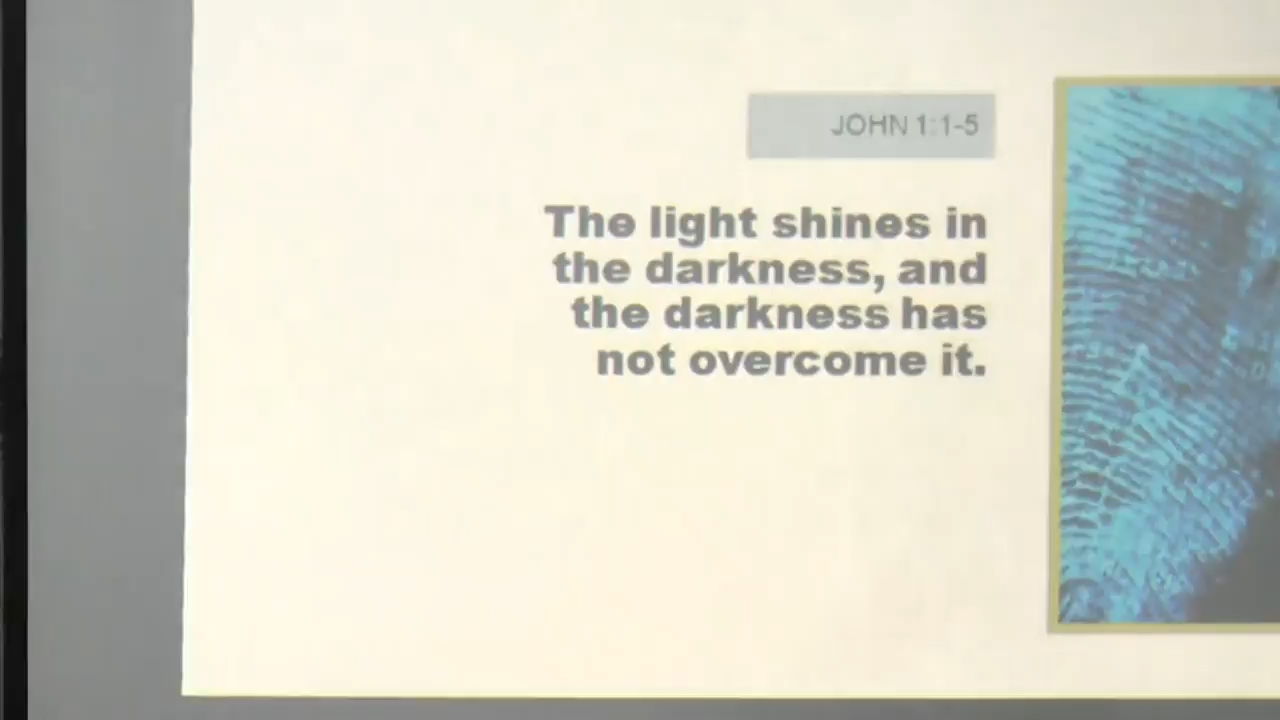 JOHN 1:1-5
The light shines in
the darkness, and
the darkness has
not overcome it.